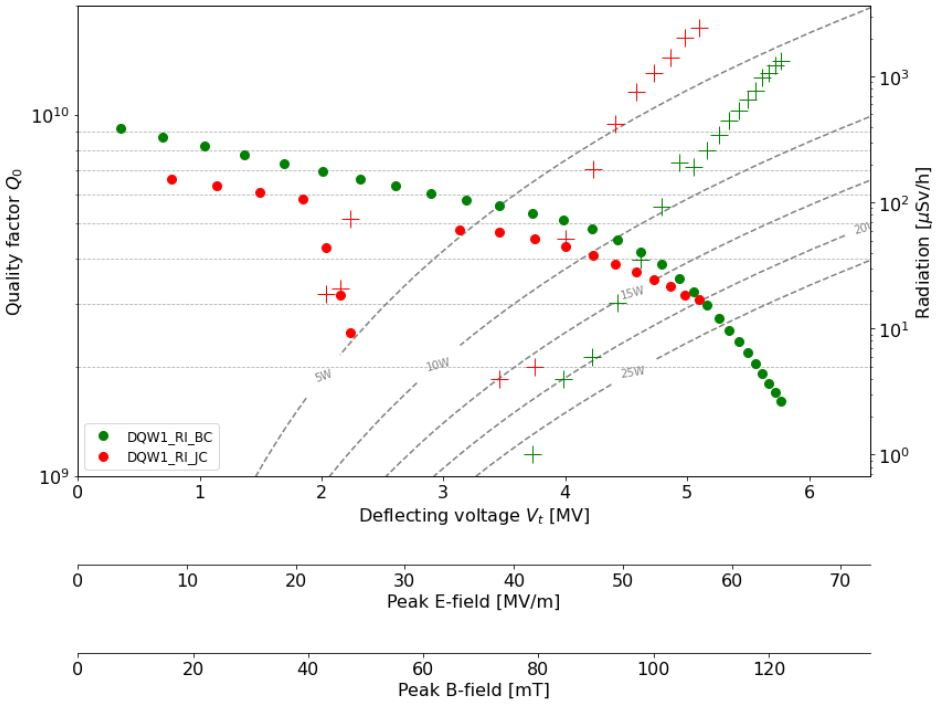 Quality factor Q₀
10¹⁰
10⁹
5W
10W
15W
20W
25W
DQW1_RI_BC
DQW1_RI_JC
10³
10²
10¹
10⁰
Radiation [μSv/h]
0 1 2 3 4 5 6
Deflecting voltage Vₜ [MV]
0 10 20 30 40 50 60 70
Peak E-field [MV/m]
0 20 40 60 80 100 120
Peak B-field [mT]